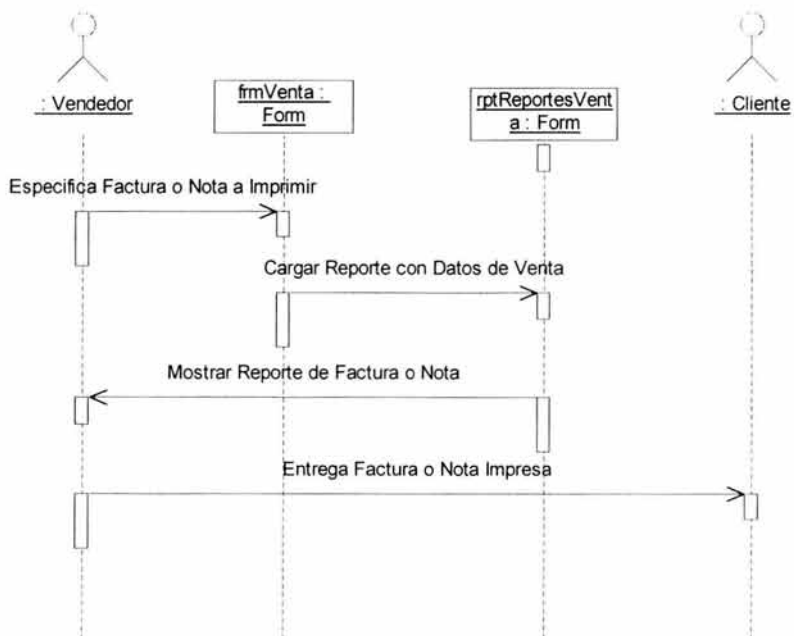 : Vendedor
frmVenta :
Form
rptReportesVent
a : Form
: Cliente
Especifica Factura o Nota a Imprimir
Cargar Reporte con Datos de Venta
Mostrar Reporte de Factura o Nota
Entrega Factura o Nota Impresa